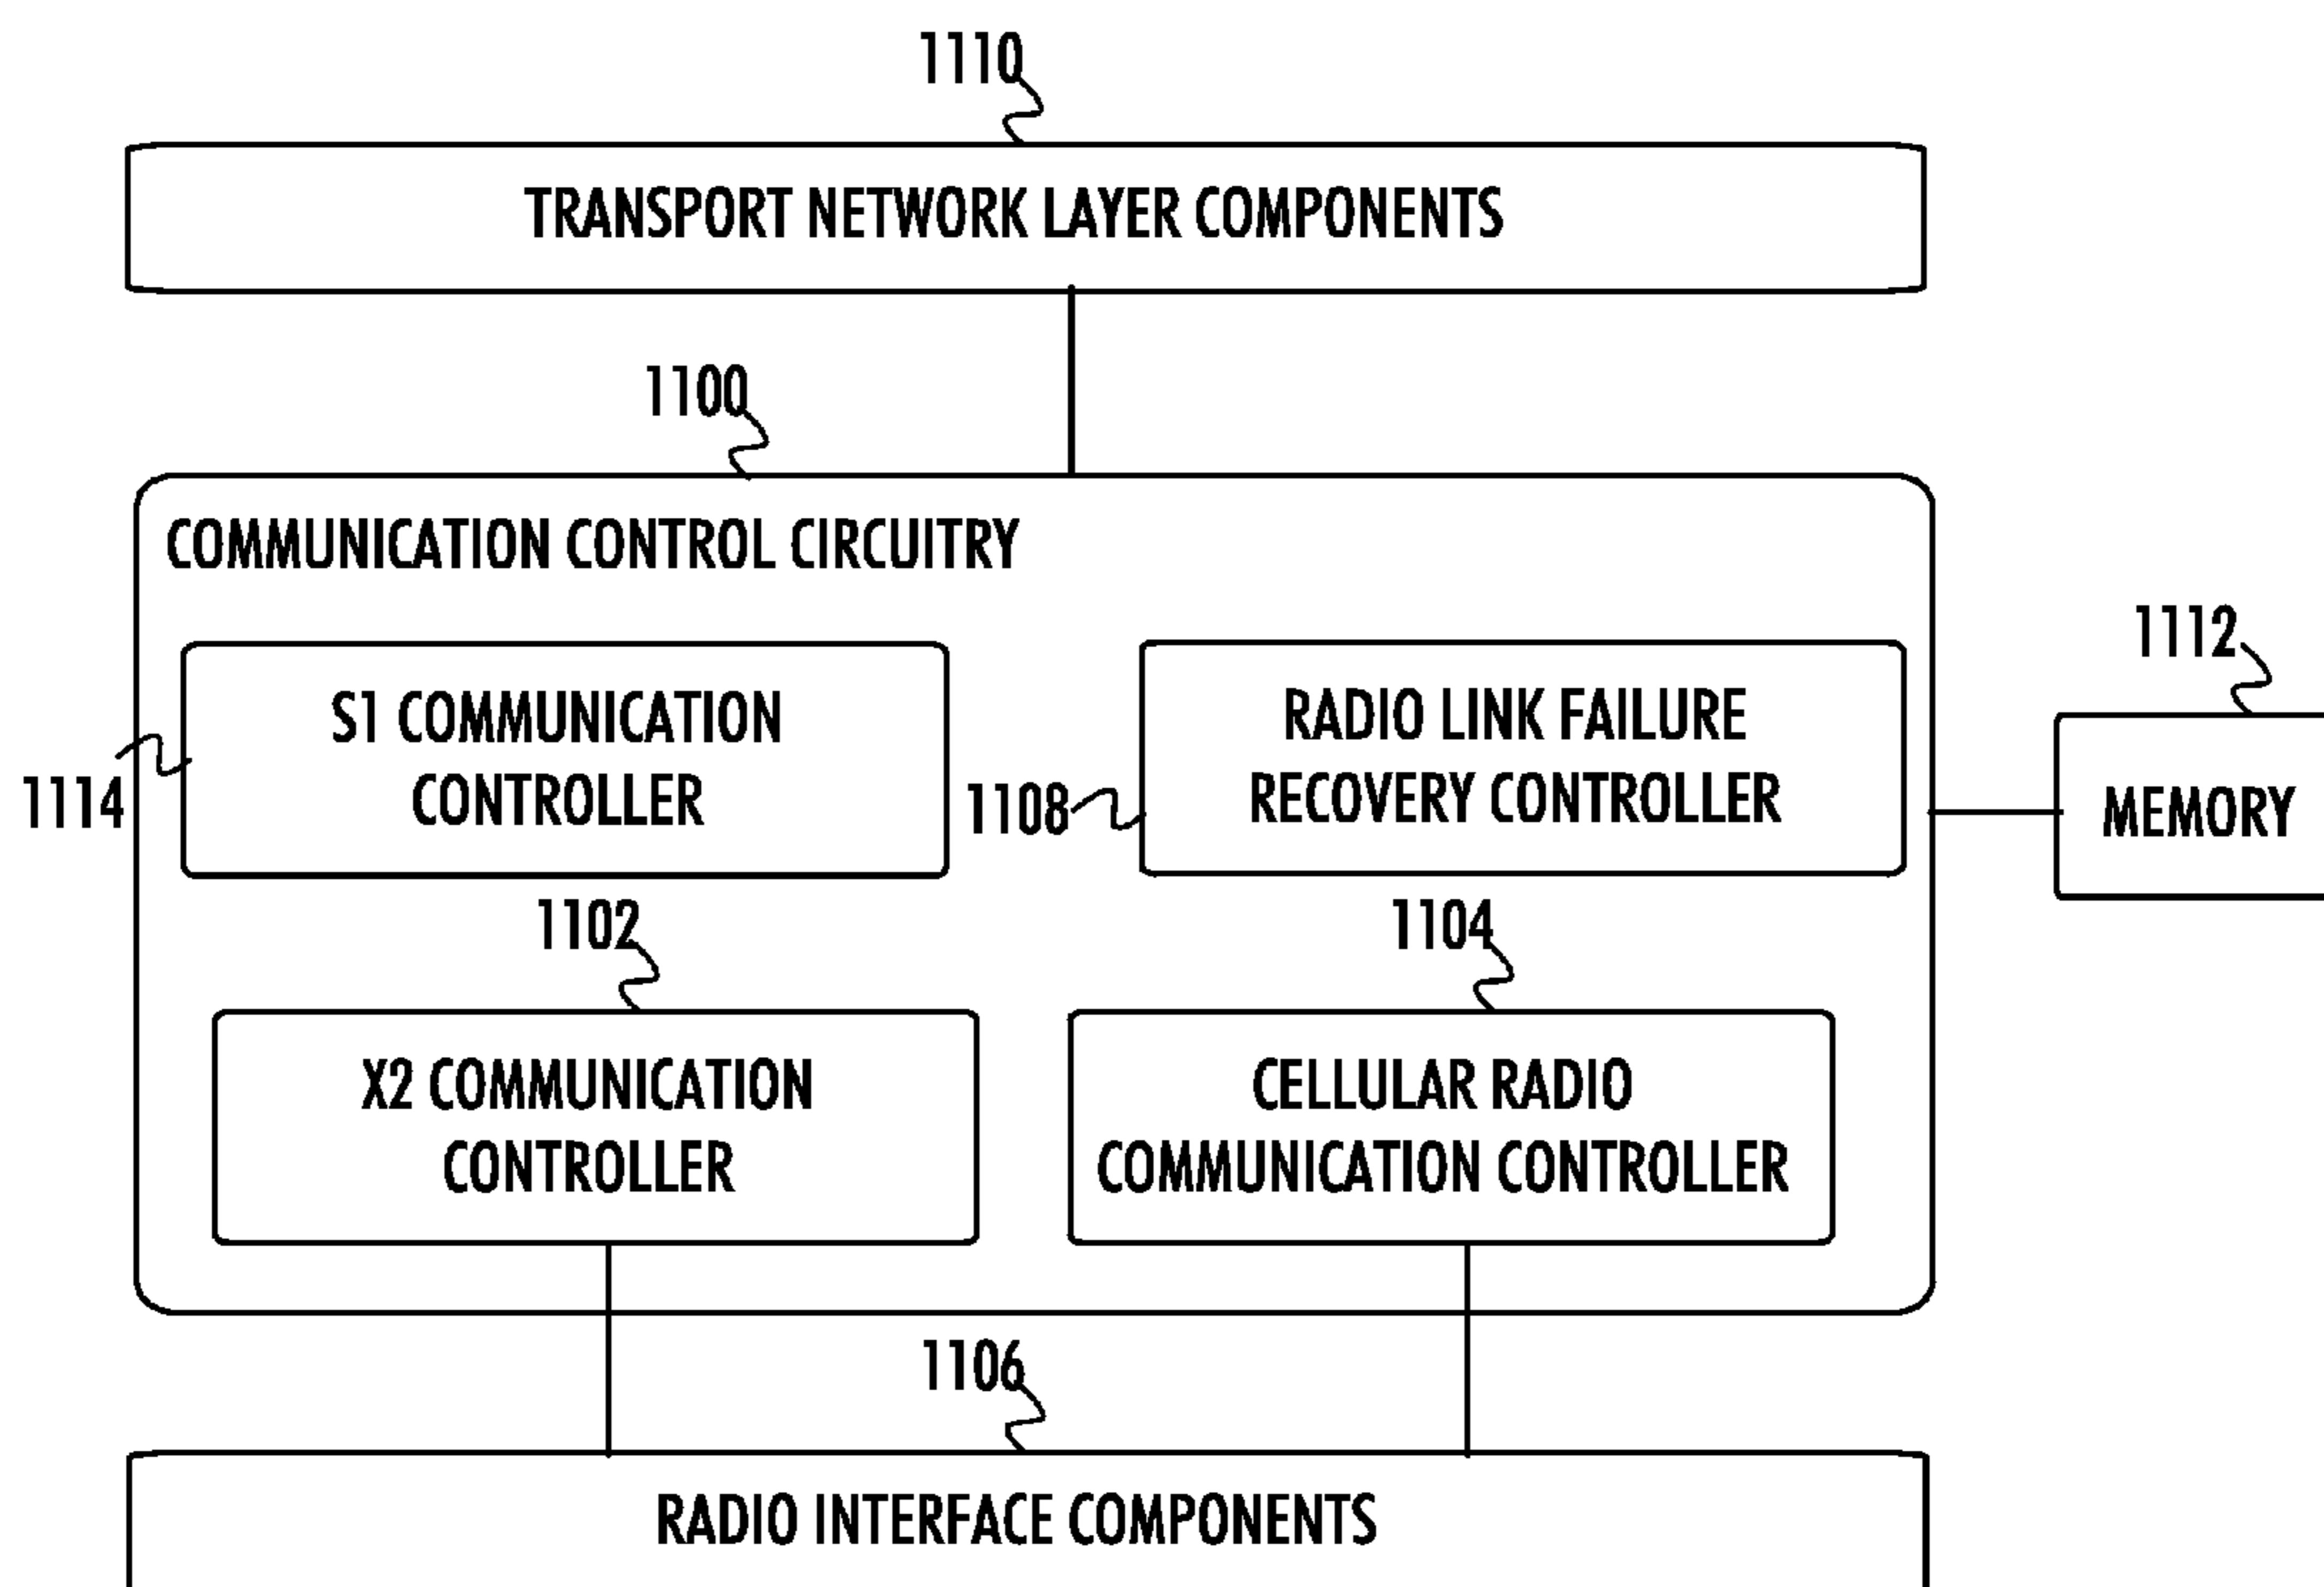 1110
TRANSPORT NETWORK LAYER COMPONENTS
1100
COMMUNICATION CONTROL CIRCUITRY
1112
S1 COMMUNICATION
CONTROLLER
1114
RADIO LINK FAILURE
RECOVERY CONTROLLER
1108
MEMORY
1102
1104
X2 COMMUNICATION
CONTROLLER
CELLULAR RADIO
COMMUNICATION CONTROLLER
1106
RADIO INTERFACE COMPONENTS